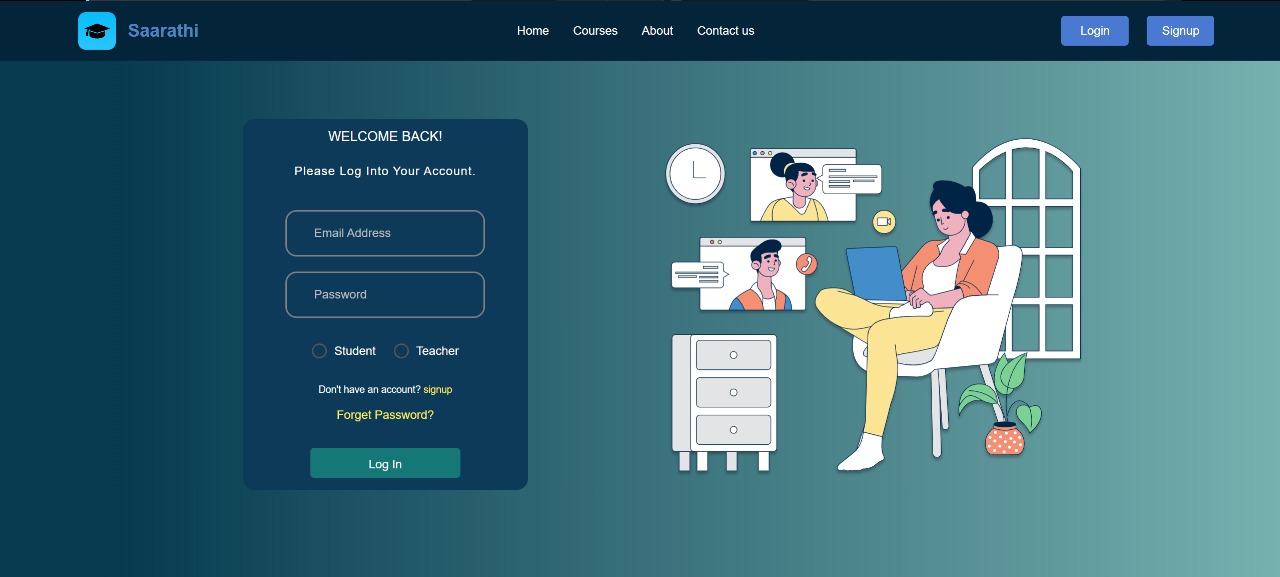 Saarathi
Home Courses About Contact us
Login Signup
WELCOME BACK!
Please Log Into Your Account.
Email Address
Password
Student Teacher
Don't have an account? signup
Forget Password?
Log In